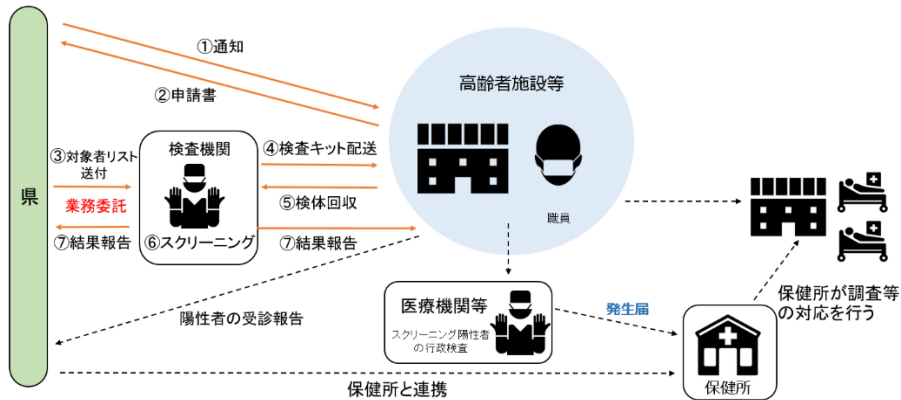 ①通知
②申請書
高齢者施設等
職員
県
③対象者リスト
送付
業務委託
⑦結果報告
検査機関
⑥スクリーニング
④検査キット配送
⑤検体回収
⑦結果報告
陽性者の受診報告
医療機関等
スクリーニング陽性者
の行政検査
発生届
保健所が調査等
の対応を行う
保健所
保健所と連携